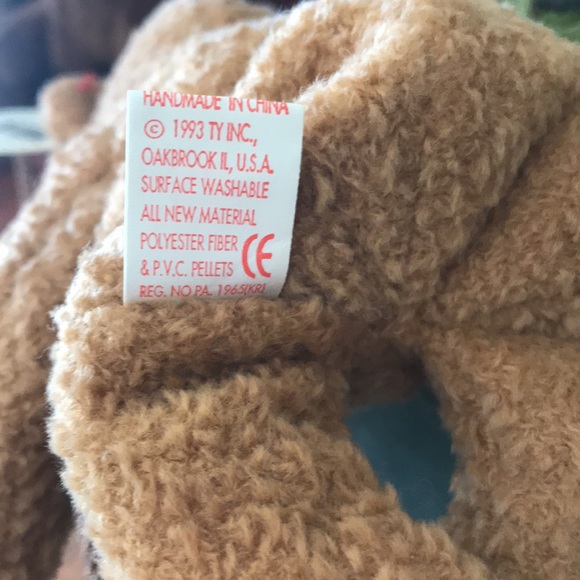 HANDMADE IN CHINA
© 1993 TY INC.,
OAKBROOK IL, U.S.A.
SURFACE WASHABLE
ALL NEW MATERIAL
POLYESTER FIBER
& P.V.C. PELLETS CE
REG. NO PA. 1965(KR)